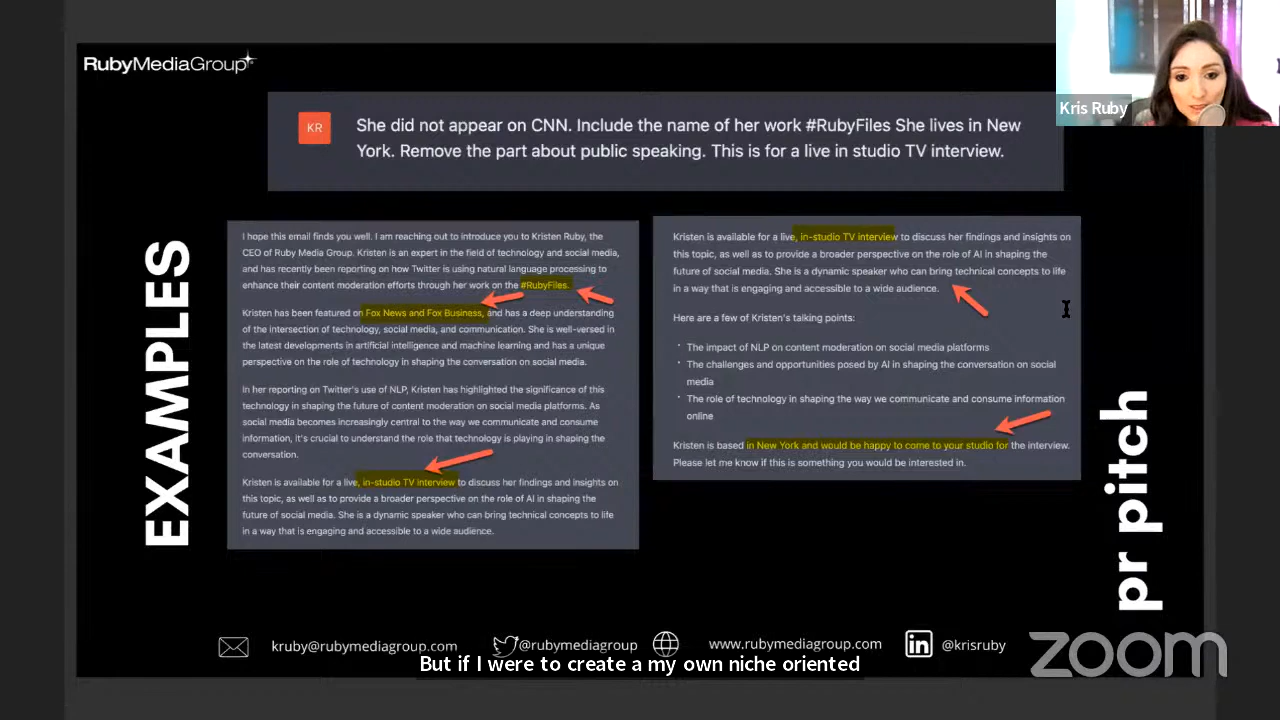 RubyMediaGroup
Kris Ruby
KR
She did not appear on CNN. Include the name of her work #RubyFiles She lives in New
York. Remove the part about public speaking. This is for a live in studio TV interview.
EXAMPLES
I hope this email finds you well. I am reaching out to introduce you to Kristen Ruby, the
CEO of Ruby Media Group. Kristen is an expert in the field of technology and social media,
and has recently been reporting on how Twitter is using natural language processing to
enhance their content moderation efforts through her work on the #RubyFiles.
Kristen has been featured on Fox News and Fox Business, and has a deep understanding
of the intersection of technology, social media, and communication. She is well-versed in
the latest developments in artificial intelligence and machine learning and has a unique
perspective on the role of technology in shaping the conversation on social media.
In her reporting on Twitter's use of NLP, Kristen has highlighted the significance of this
technology in shaping the future of content moderation on social media platforms. As
social media becomes increasingly central to the way we communicate and consume
information, it's crucial to understand the role that technology is playing in shaping the
conversation.
Kristen is available for a live, in-studio TV interview to discuss her findings and insights on
this topic, as well as to provide a broader perspective on the role of AI in shaping the
future of social media. She is a dynamic speaker who can bring technical concepts to life
in a way that is engaging and accessible to a wide audience.
Kristen is available for a live, in-studio TV interview to discuss her findings and insights on
this topic, as well as to provide a broader perspective on the role of AI in shaping the
future of social media. She is a dynamic speaker who can bring technical concepts to life
in a way that is engaging and accessible to a wide audience.
Here are a few of Kristen's talking points:
· The impact of NLP on content moderation on social media platforms
· The challenges and opportunities posed by AI in shaping the conversation on social
media
· The role of technology in shaping the way we communicate and consume information
online
Kristen is based in New York and would be happy to come to your studio for the interview.
Please let me know if this is something you would be interested in.
pr pitch
kruby@rubymediagroup.com @rubymediagroup www.rubymediagroup.com in @krisruby
zoom
But if I were to create a my own niche oriented